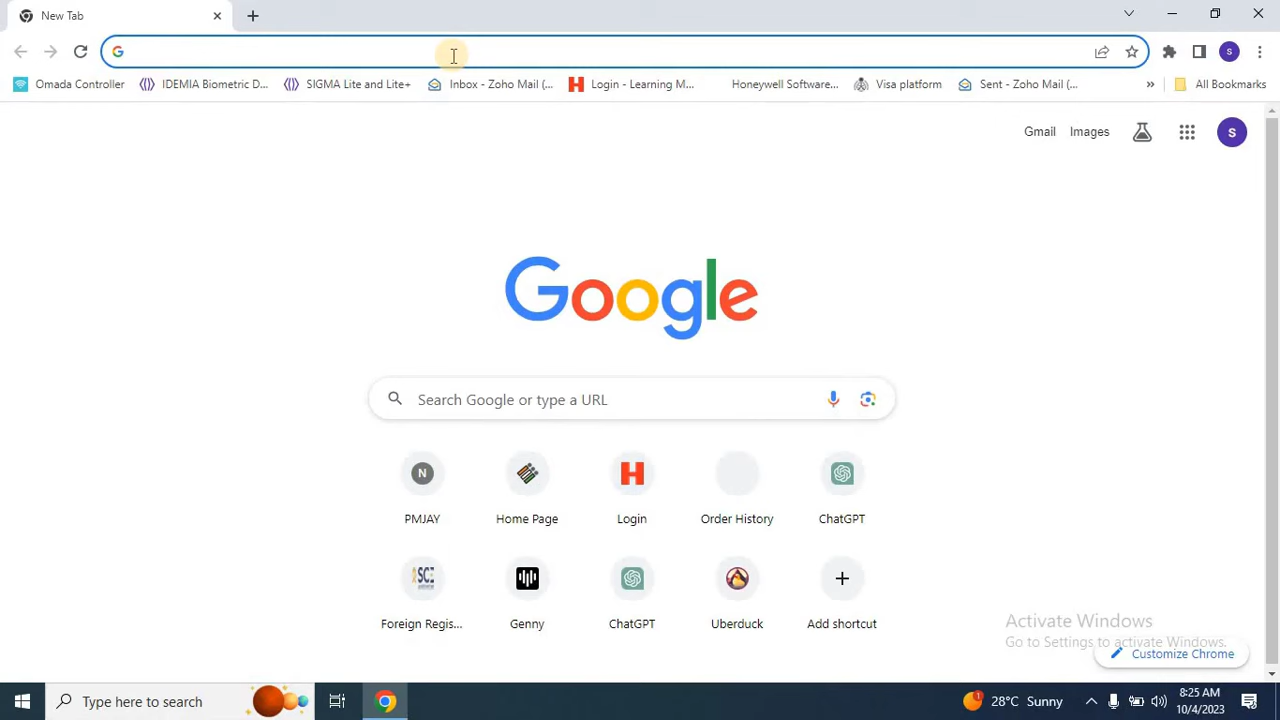 New Tab
Omada Controller
IDEMIA Biometric D...
SIGMA Lite and Lite+
Inbox - Zoho Mail (...
Login - Learning M...
Honeywell Software...
Visa platform
Sent - Zoho Mail (...
»
All Bookmarks
Gmail
Images
S
Google
Search Google or type a URL
N
PMJAY
Home Page
H
Login
Order History
ChatGPT
Foreign Regis...
Genny
ChatGPT
Uberduck
Add shortcut
Activate Windows
Go to Settings to activate Windows.
Customize Chrome
Type here to search
1
28°C Sunny
8:25 AM
10/4/2023